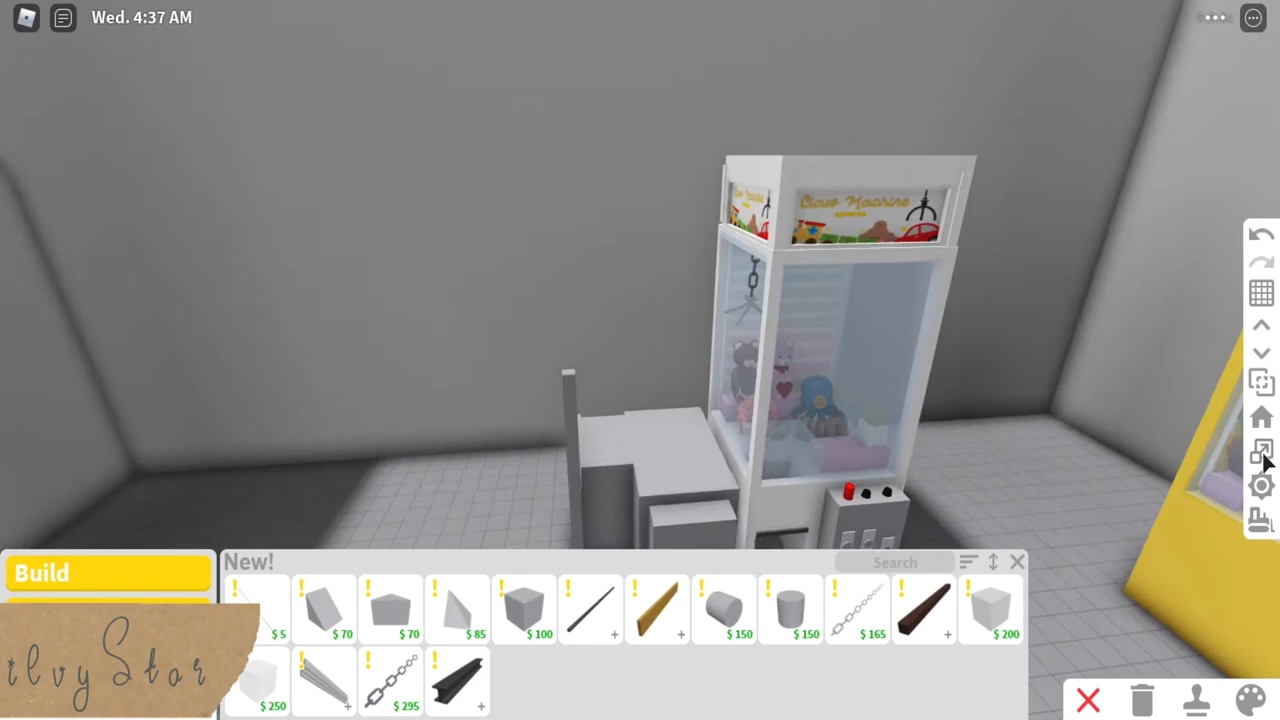 Wed. 4:37 AM
Claw Machine
New!
Search
Build
$ 5
$ 70
$ 70
$ 85
$ 100
$ 150
$ 150
$ 165
$ 200
$ 250
$ 295
ilvyStar